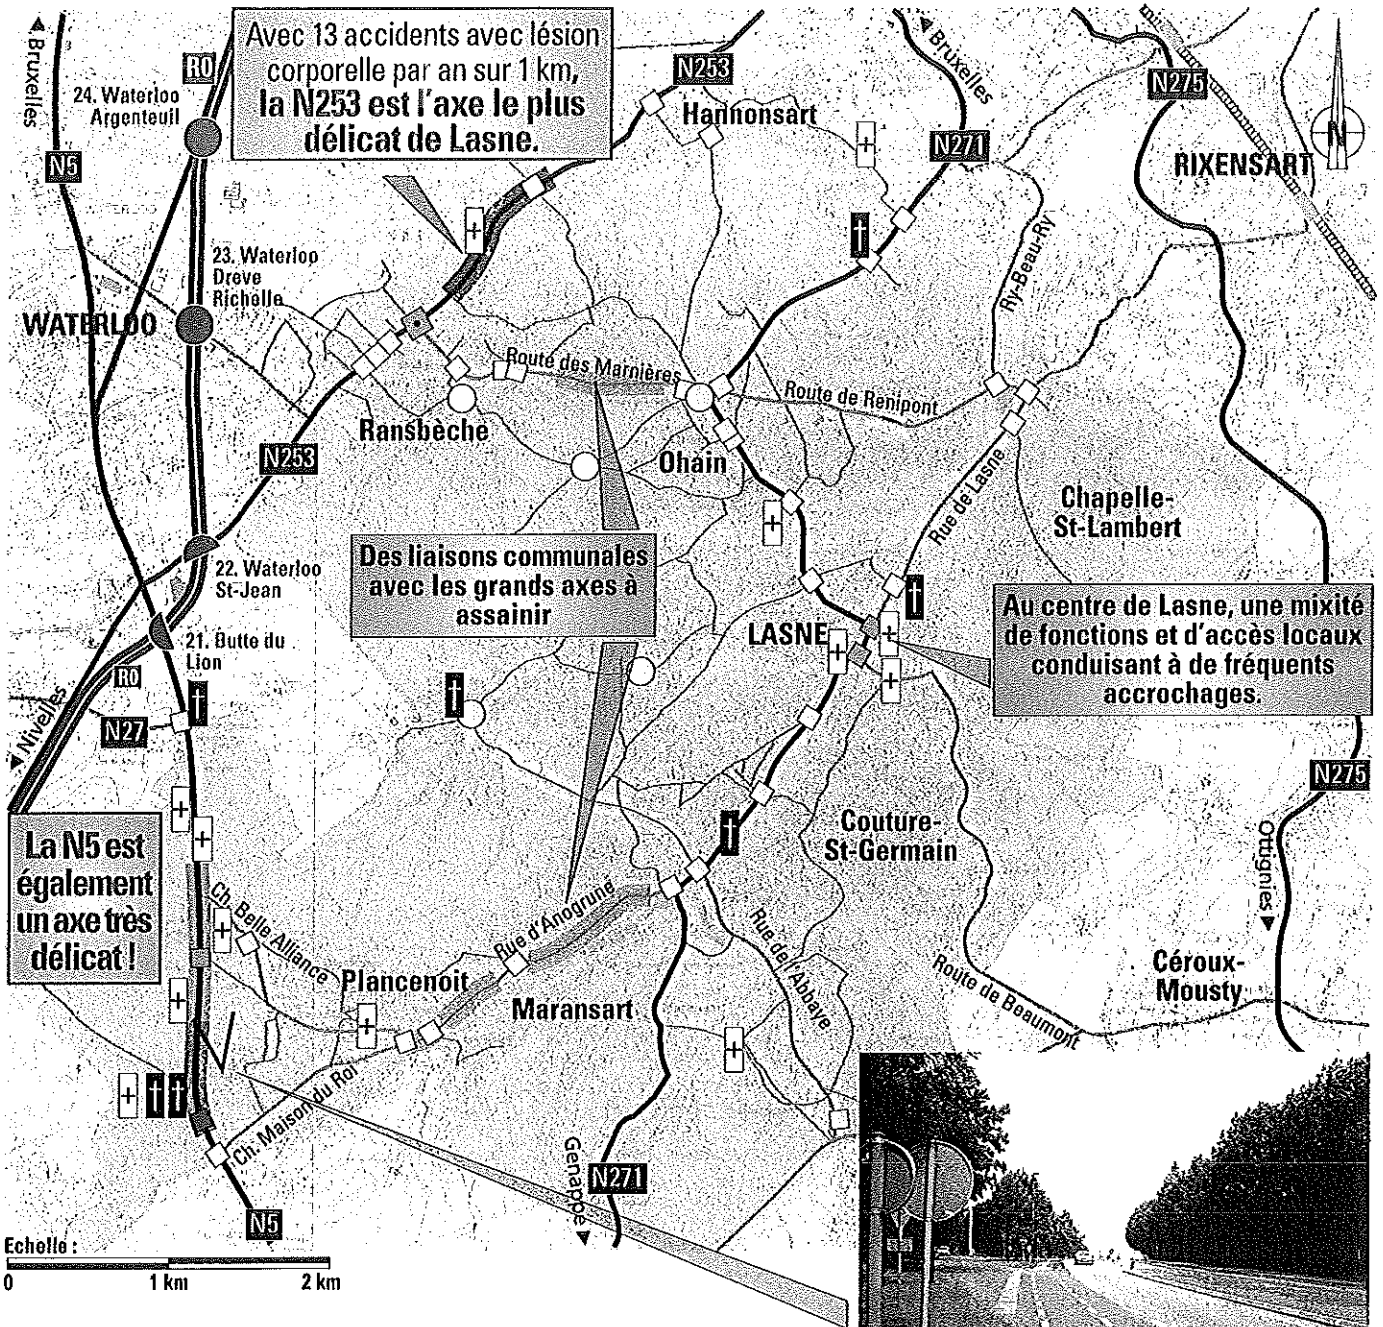 Bruxelles
R0
24. Waterloo
Argenteuil
N5
Avec 13 accidents avec lésion
corporelle par an sur 1 km,
la N253 est l'axe le plus
délicat de Lasne.
N253
Hannonsart
Bruxelles
N271
N275
RIXENSART
N
23. Waterloo
Drève
Richelle
WATERLOO
Ry-Beau-Ry
Route des Marnières
Route de Renipont
Ransbèche
N253
Ohain
Rue de Lasne
Chapelle-
St-Lambert
22. Waterloo
St-Jean
Des liaisons communales
avec les grands axes à
assainir
21. Butte du
Lion
R0
LASNE
Au centre de Lasne, une mixité
de fonctions et d'accès locaux
conduisant à de fréquents
accrochages.
Nivelles
N27
N275
La N5 est
également
un axe très
délicat !
Couture-
St-Germain
Ottignies
Ch. Belle Alliance
Rue d'Anogrune
Plancenoit
Maransart
Rue de l'Abbaye
Route de Beaumont
Céroux-
Mousty
Ch. Maison du Roi
Genappe
N271
N5
Echelle :
0
1 km
2 km